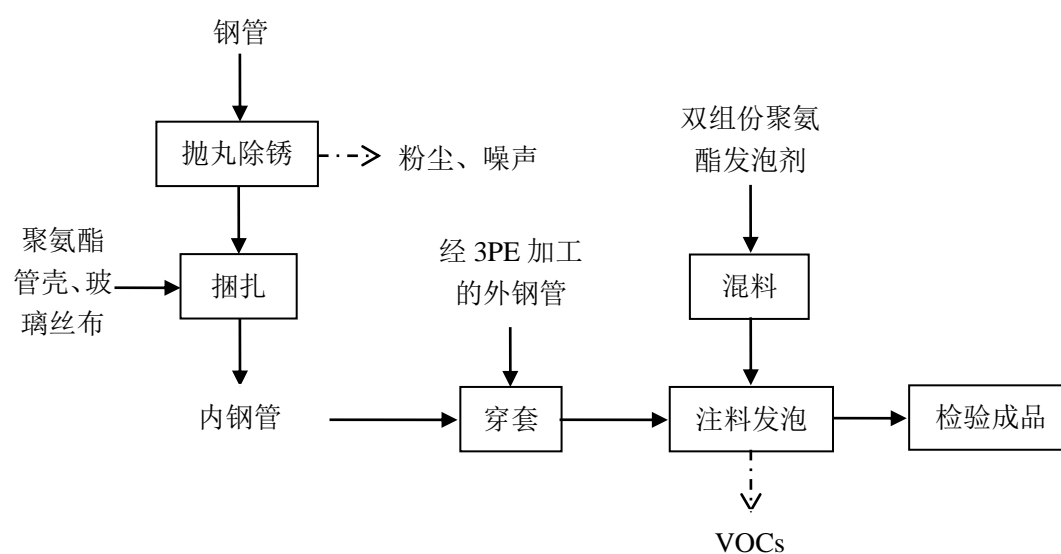 钢管
抛丸除锈
粉尘、噪声
双组份聚氨
酯发泡剂
聚氨酯
管壳、玻
璃丝布
捆扎
经 3PE 加工
的外钢管
混料
内钢管
穿套
注料发泡
检验成品
VOCs